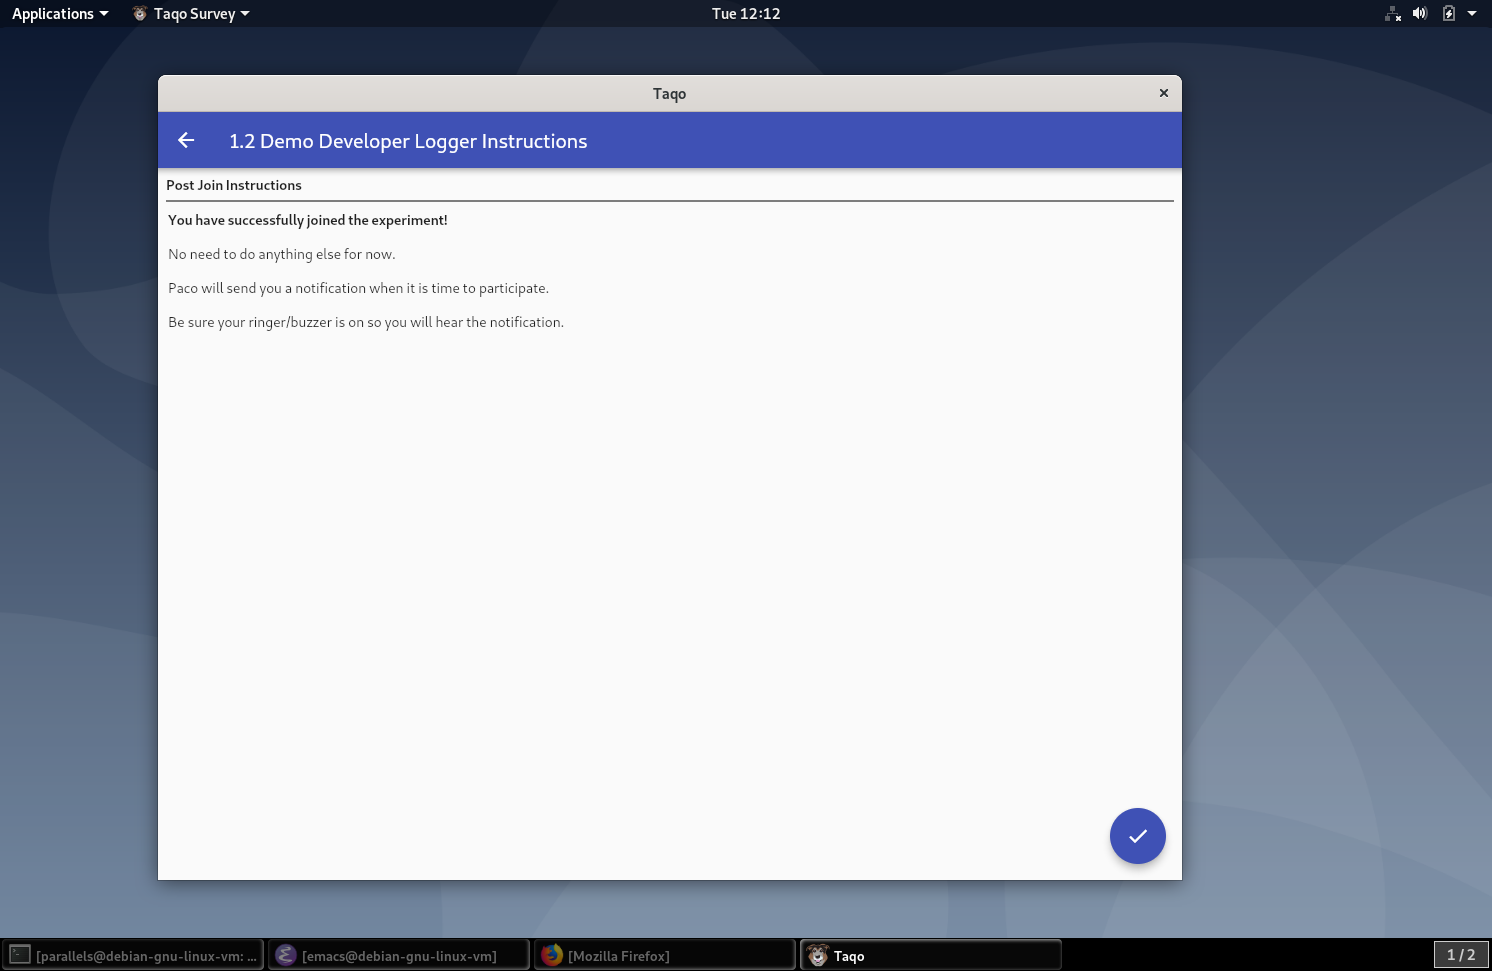 Applications
Taqo Survey
Tue 12:12
Taqo
1.2 Demo Developer Logger Instructions
Post Join Instructions
You have successfully joined the experiment!
No need to do anything else for now.
Paco will send you a notification when it is time to participate.
Be sure your ringer/buzzer is on so you will hear the notification.
[parallels@debian-gnu-linux-vm: ...
[emacs@debian-gnu-linux-vm]
[Mozilla Firefox]
Taqo
1 / 2